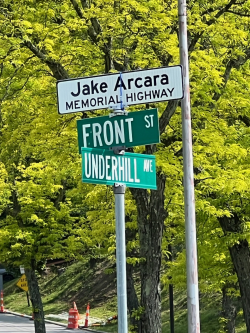 Jake Arcara
MEMORIAL HIGHWAY
FRONT ST
UNDERHILL AVE